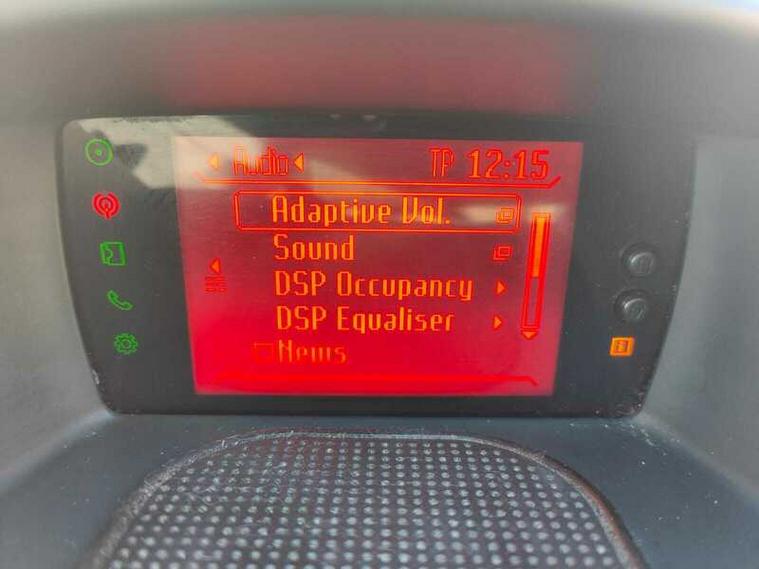 Audio
TP 12:15
Adaptive Vol.
Sound
DSP Occupancy
DSP Equaliser
News